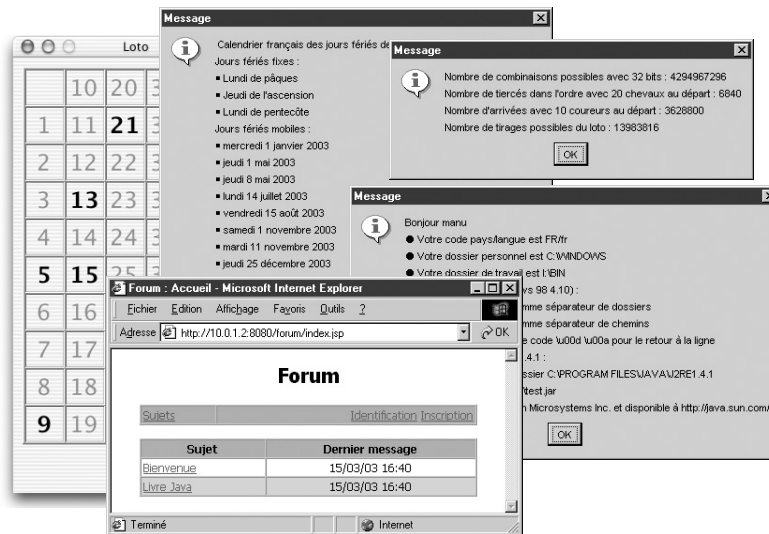 Loto
10 20
1 11 21
2 12 22
3 13 23
4 14 24
5 15 25
6 16
7 17
8 18
9 19
Message
Calendrier français des jours fériés de
Jours fériés fixes :
▪ Lundi de pâques
▪ Jeudi de l'ascension
▪ Lundi de pentecôte
Jours fériés mobiles :
▪ mercredi 1 janvier 2003
▪ jeudi 1 mai 2003
▪ jeudi 8 mai 2003
▪ lundi 14 juillet 2003
▪ vendredi 15 août 2003
▪ samedi 1 novembre 2003
▪ mardi 11 novembre 2003
▪ jeudi 25 décembre 2003
Message
Nombre de combinaisons possibles avec 32 bits : 4294967296
Nombre de tiercés dans l'ordre avec 20 chevaux au départ : 6840
Nombre d'arrivées avec 10 coureurs au départ : 3628800
Nombre de tirages possibles du loto : 13983816
OK
Message
Bonjour manu
● Votre code pays/langue est FR/fr
● Votre dossier personnel est C:\WINDOWS
● Votre dossier de travail est I:\BIN
98 4.10) :
séparateur de dossiers
séparateur de chemins
code \u00d \u00a pour le retour à la ligne
.4.1 :
C:\PROGRAM FILES\JAVA\J2RE1.4.1
test.jar
Microsystems Inc. et disponible à http://java.sun.com/
OK
Forum : Accueil - Microsoft Internet Explorer
Fichier Edition Affichage Favoris Outils ?
Adresse http://10.0.1.2:8080/forum/index.jsp OK
Forum
Sujets Identification Inscription
Sujet Dernier message
Bienvenue 15/03/03 16:40
Livre Java 15/03/03 16:40
Terminé Internet